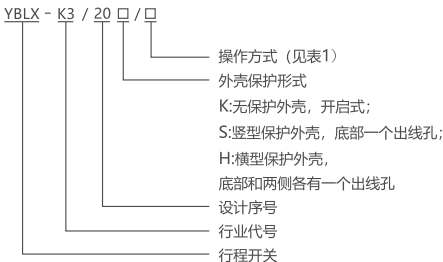 YBLX-K3/20□/□
操作方式（见表1）
外壳保护形式
K:无保护外壳，开启式；
S:竖型保护外壳，底部一个出线孔；
H:横型保护外壳，
底部和两侧各有一个出线孔
设计序号
行业代号
行程开关